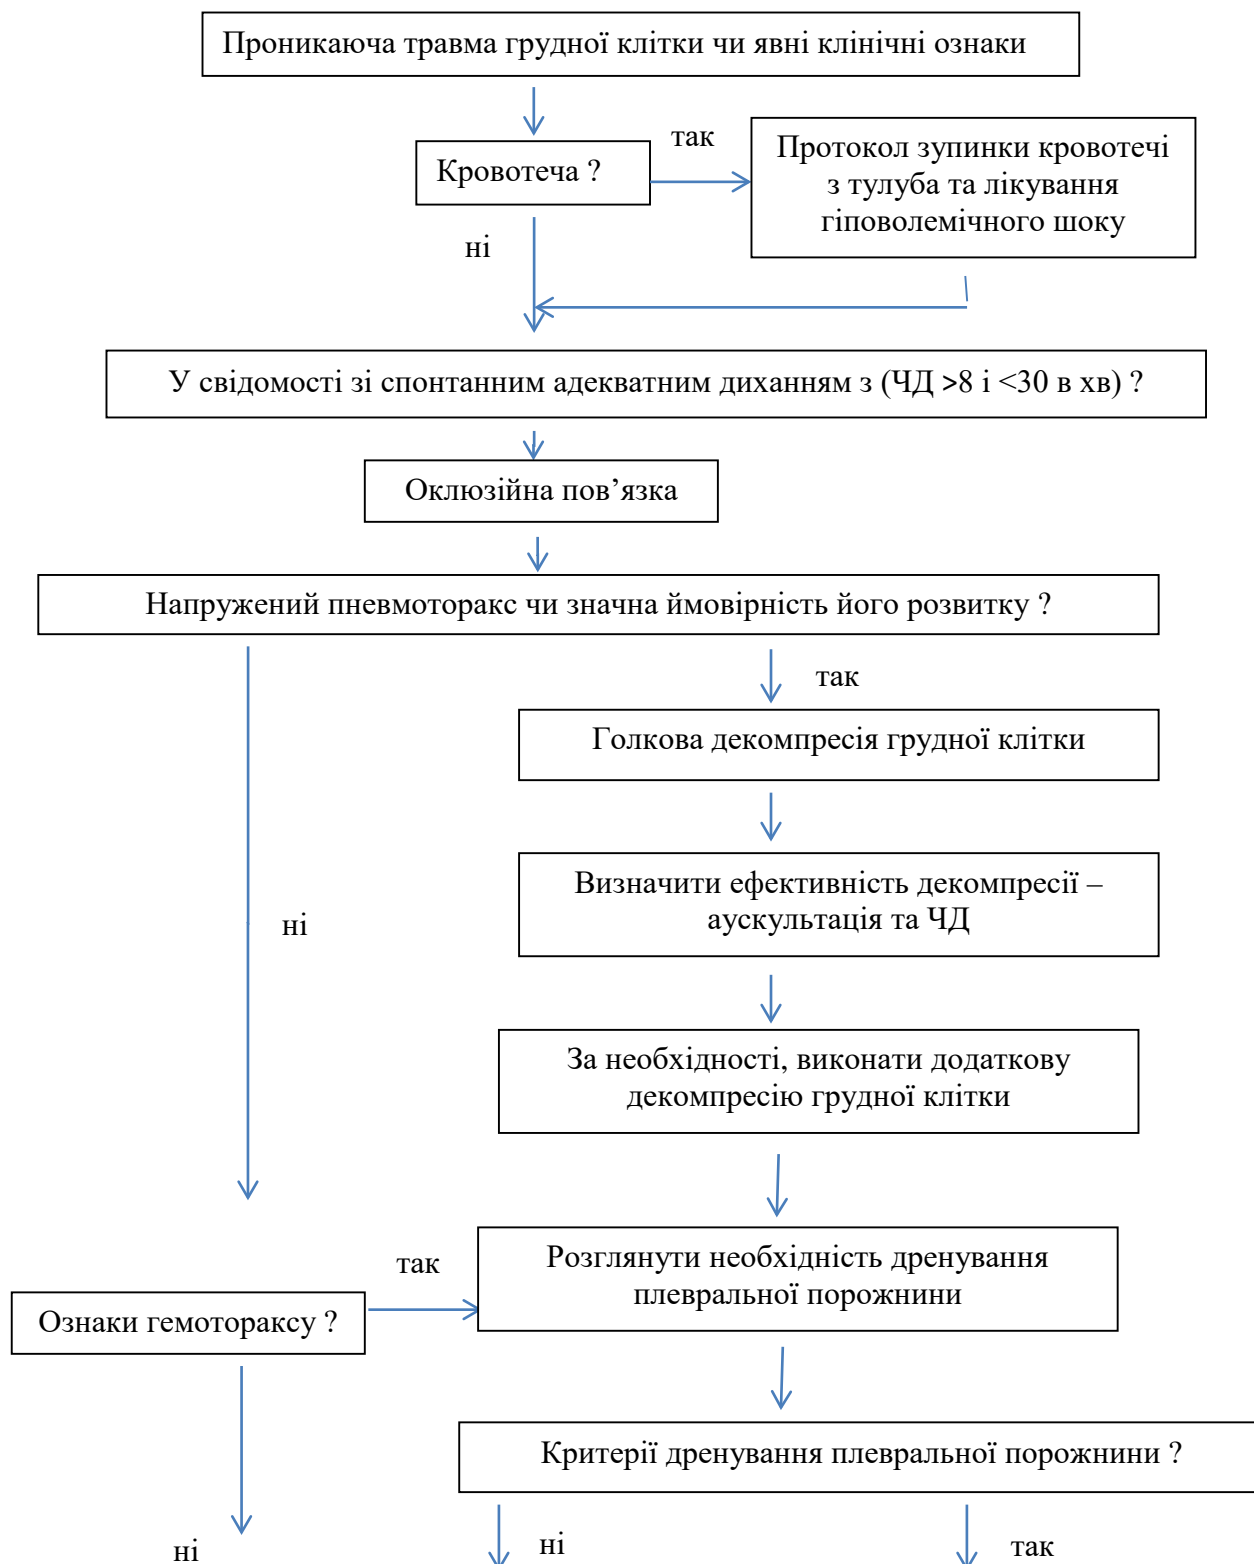 Проникаюча травма грудної клітки чи явні клінічні ознаки
Кровотеча ?
так
Протокол зупинки кровотечі
з тулуба та лікування
гіповолемічного шоку
ні
У свідомості зі спонтанним адекватним диханням з (ЧД >8 і <30 в хв) ?
Оклюзійна пов’язка
Напружений пневмоторакс чи значна ймовірність його розвитку ?
так
Голкова декомпресія грудної клітки
Визначити ефективність декомпресії –
аускультація та ЧД
ні
За необхідності, виконати додаткову
декомпресію грудної клітки
Ознаки гемотораксу ?
так
Розглянути необхідність дренування
плевральної порожнини
Критерії дренування плевральної порожнини ?
ні
ні
так